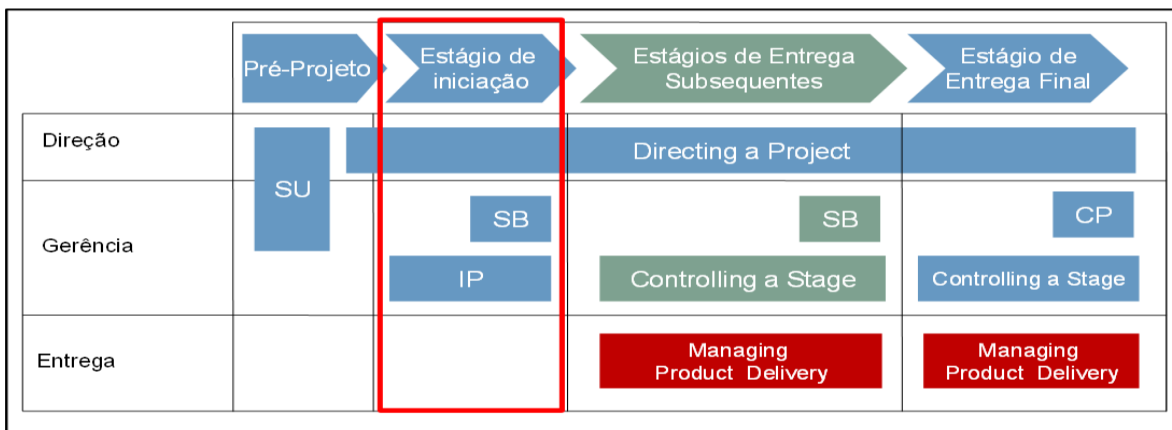 Pré-Projeto
Estágio de
iniciação
Estágios de Entrega
Subsequentes
Estágio de
Entrega Final
Direção
SU
Directing a Project
Gerência
SB
SB
CP
IP
Controlling a Stage
Controlling a Stage
Entrega
Managing
Product Delivery
Managing
Product Delivery